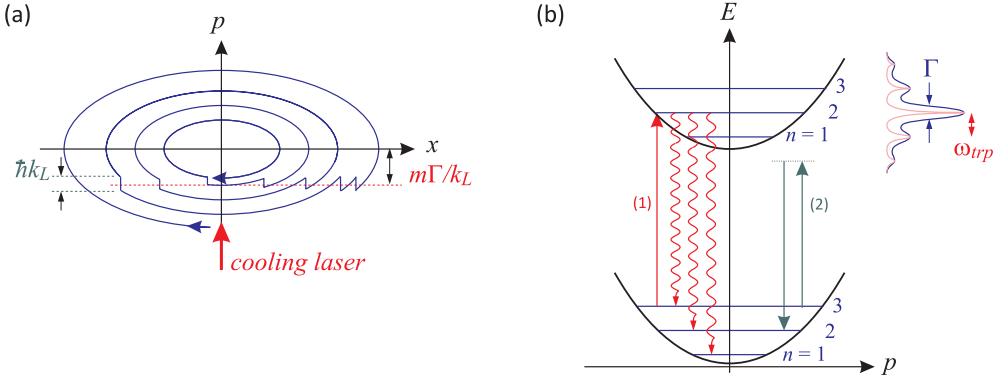 (a)
p
x
ħk_L
mΓ/k_L
cooling laser
(b)
E
3
2
n = 1
(1)
(2)
3
2
n = 1
p
Γ
ω_trp